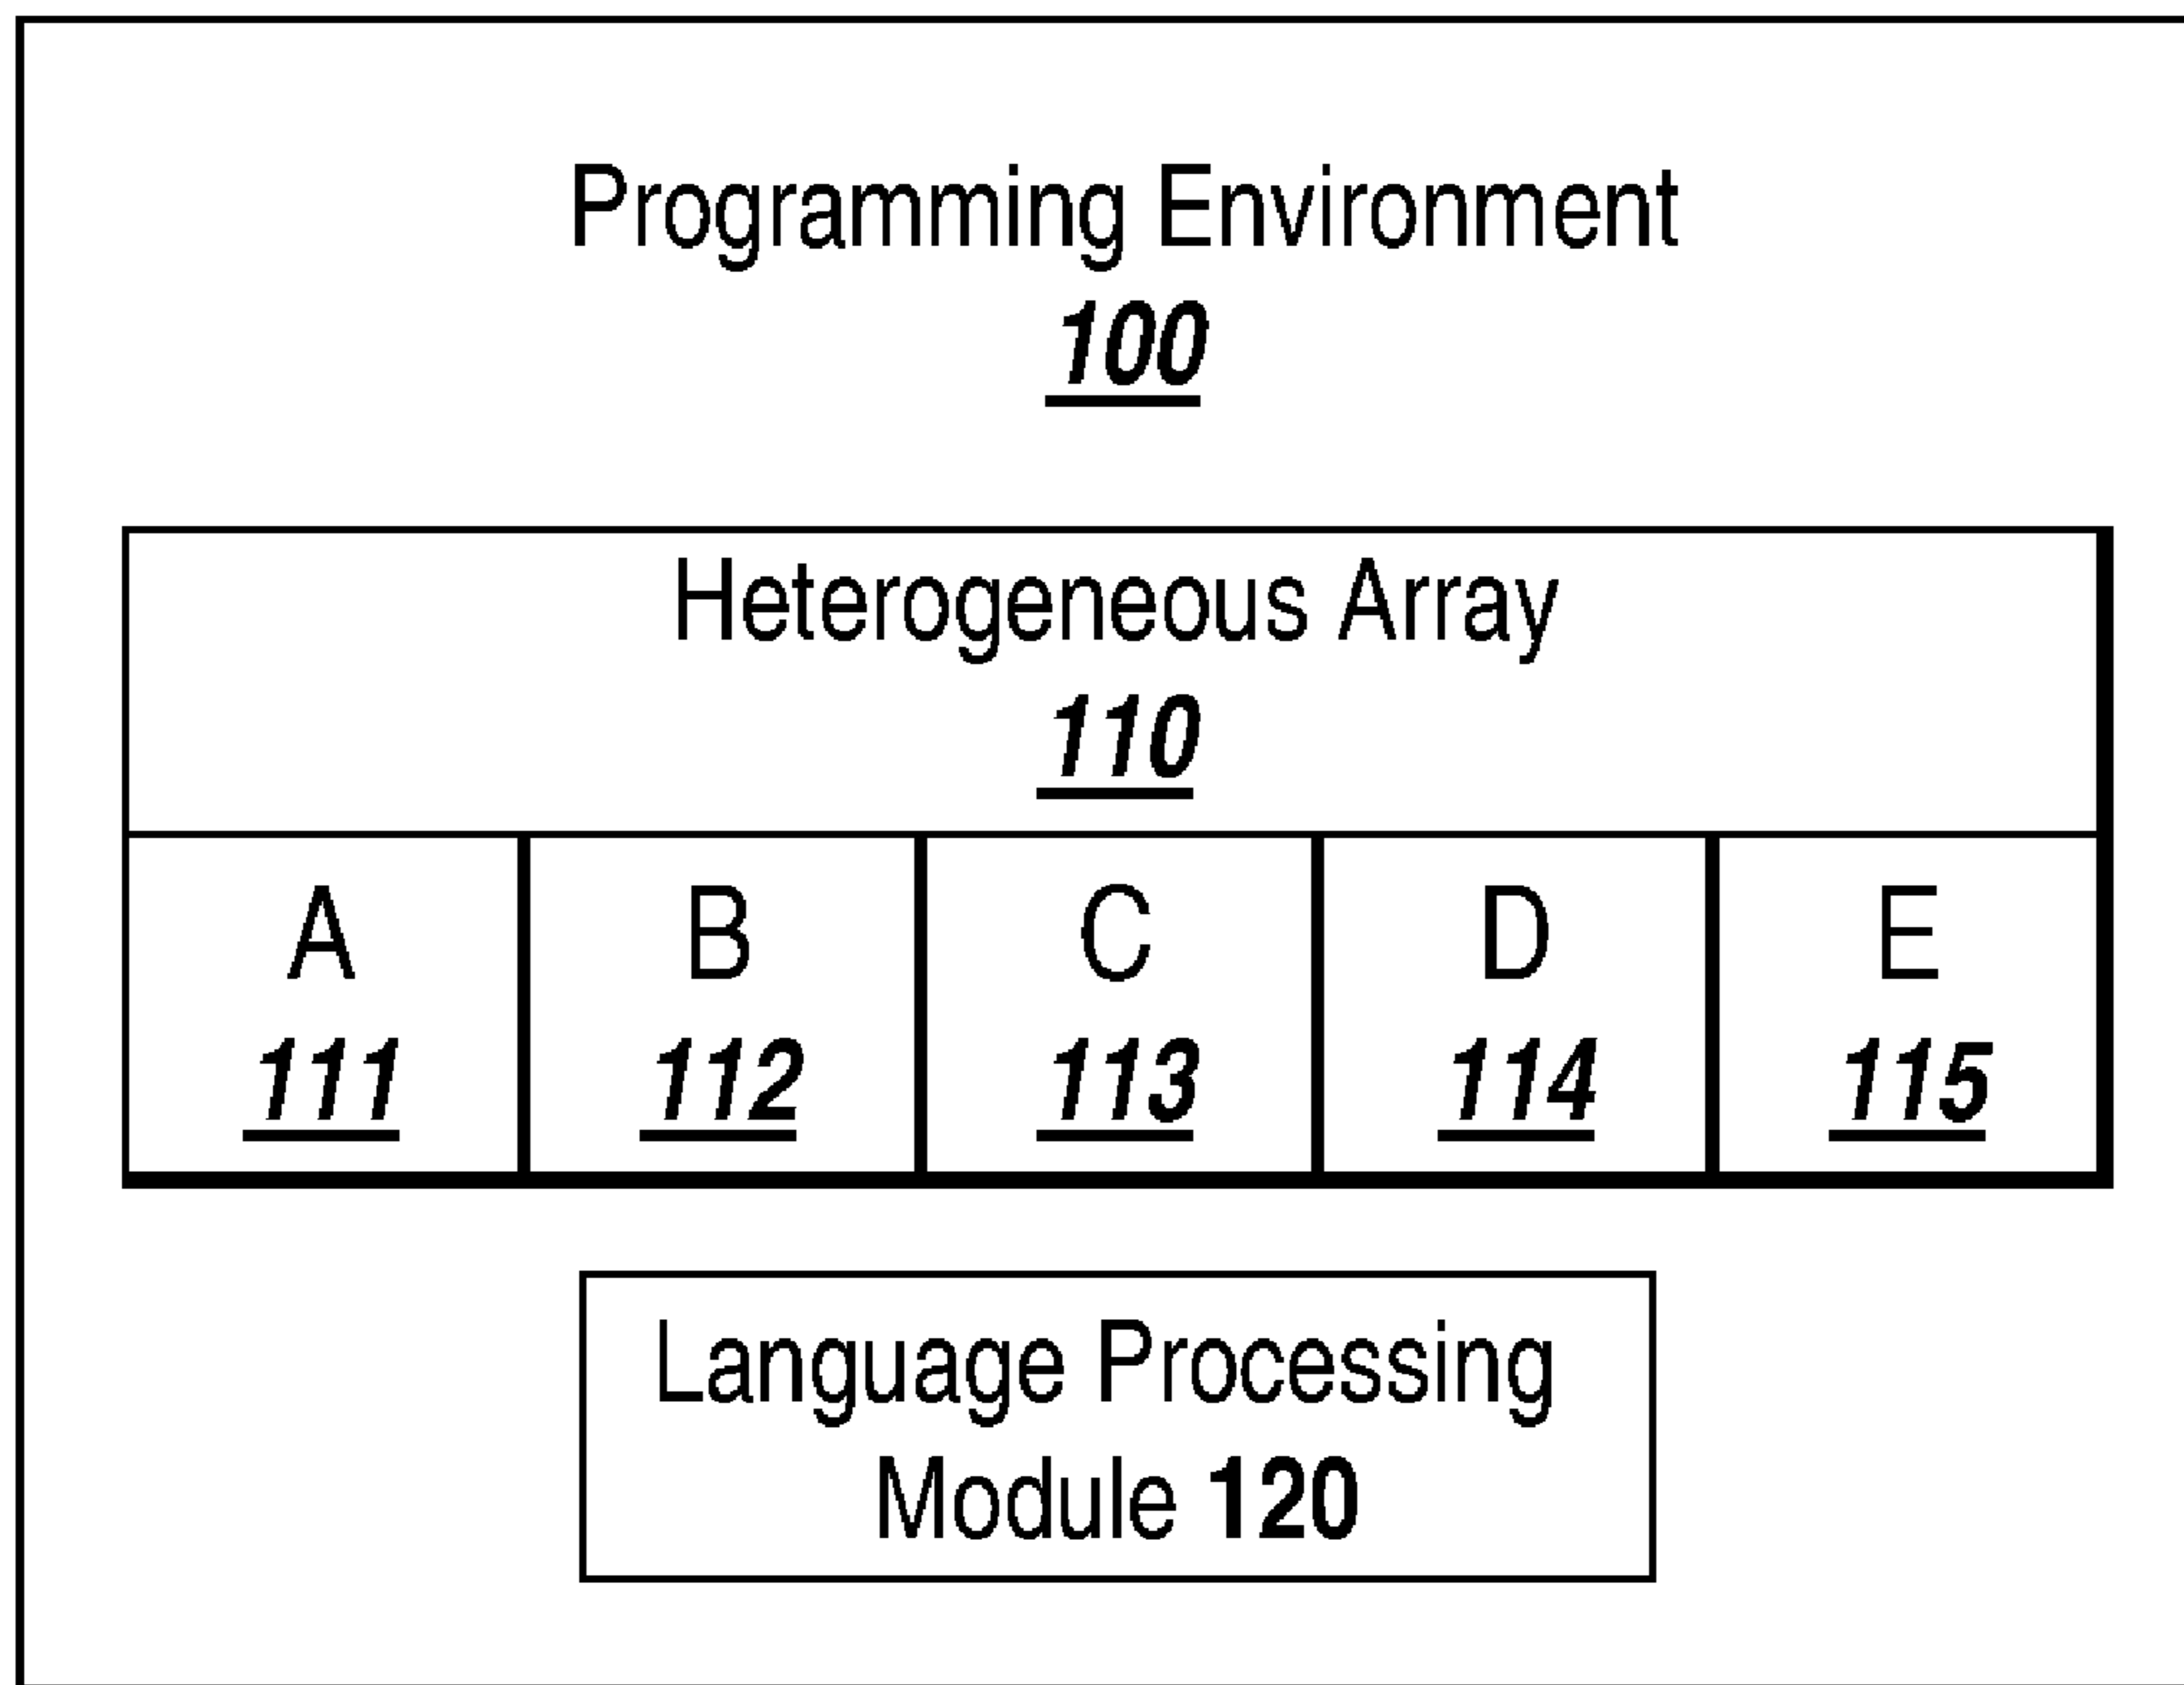 Programming Environment
100
Heterogeneous Array
110
A B C D E
111 112 113 114 115
Language Processing
Module 120